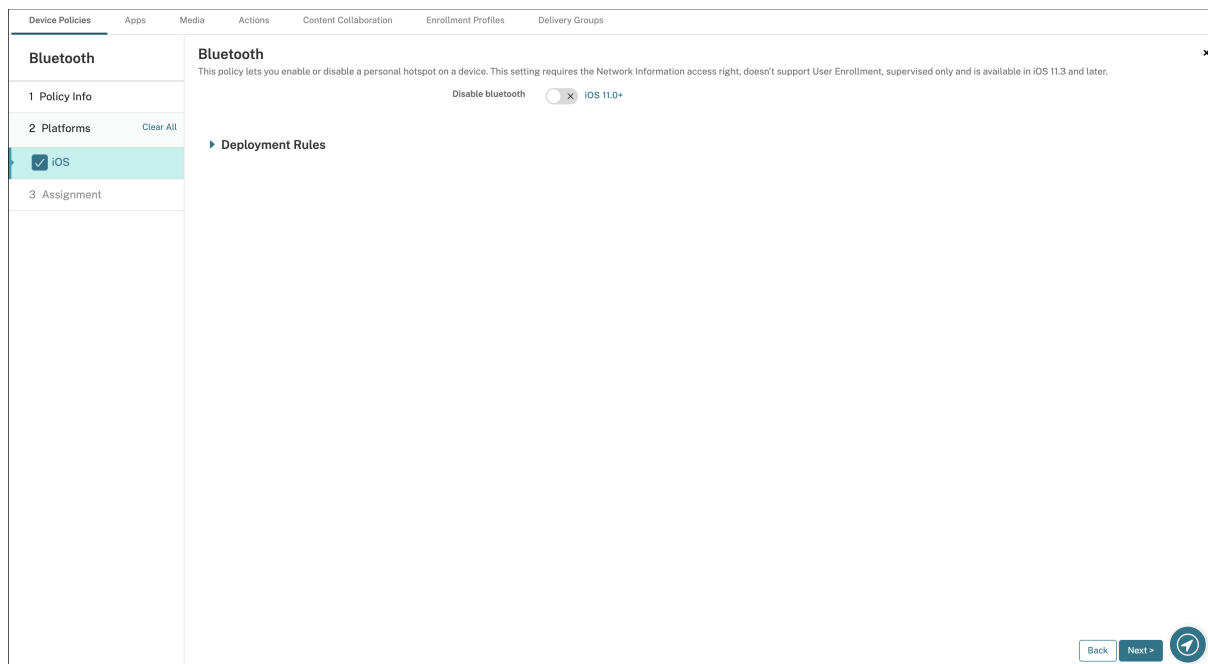 Device Policies Apps Media Actions Content Collaboration Enrollment Profiles Delivery Groups
Bluetooth
1 Policy Info
2 Platforms Clear All
iOS
3 Assignment
Bluetooth
This policy lets you enable or disable a personal hotspot on a device. This setting requires the Network Information access right, doesn't support User Enrollment, supervised only and is available in iOS 11.3 and later.
Disable bluetooth iOS 11.0+
Deployment Rules
Back Next >